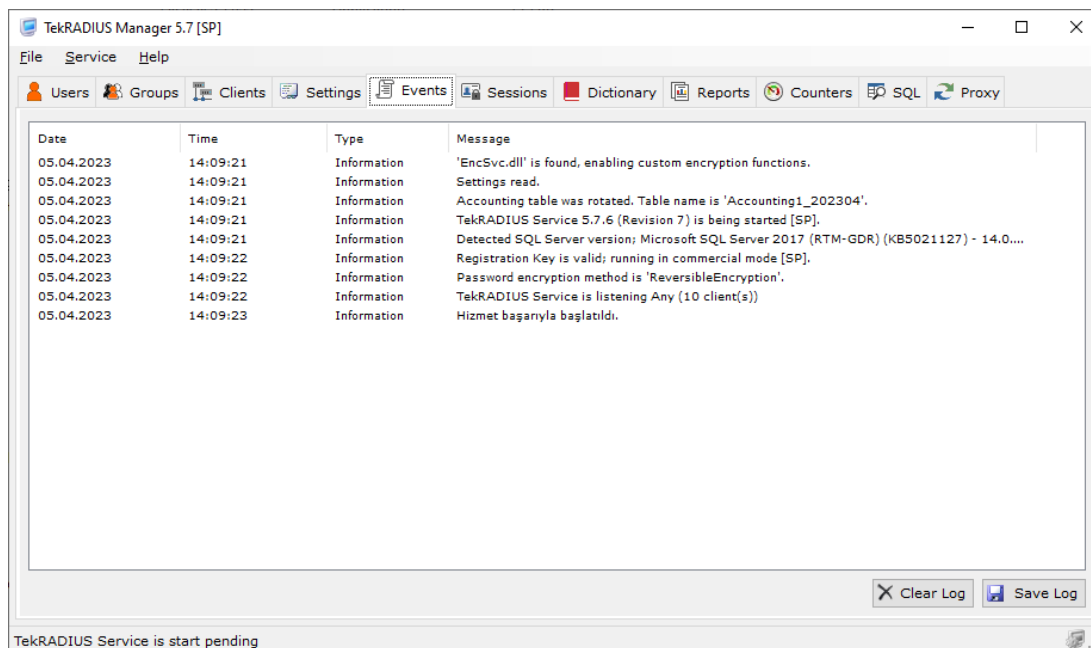 TekRADIUS Manager 5.7 [SP]
File Service Help
Users Groups Clients Settings Events Sessions Dictionary Reports Counters SQL Proxy
Date Time Type Message
05.04.2023 14:09:21 Information 'EncSvc.dll' is found, enabling custom encryption functions.
05.04.2023 14:09:21 Information Settings read.
05.04.2023 14:09:21 Information Accounting table was rotated. Table name is 'Accounting1_202304'.
05.04.2023 14:09:21 Information TekRADIUS Service 5.7.6 (Revision 7) is being started [SP].
05.04.2023 14:09:21 Information Detected SQL Server version; Microsoft SQL Server 2017 (RTM-GDR) (KB5021127) - 14.0....
05.04.2023 14:09:22 Information Registration Key is valid; running in commercial mode [SP].
05.04.2023 14:09:22 Information Password encryption method is 'ReversibleEncryption'.
05.04.2023 14:09:22 Information TekRADIUS Service is listening Any (10 client(s))
05.04.2023 14:09:23 Information Hizmet başarıyla başlatıldı.
Clear Log Save Log
TekRADIUS Service is start pending